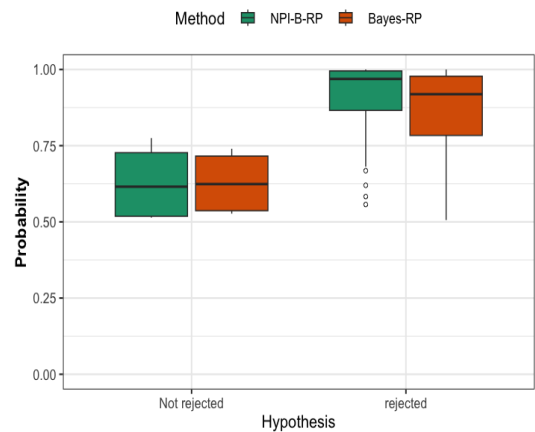 Method NPI-B-RP Bayes-RP
Probability
1.00
0.75
0.50
0.25
0.00
Not rejected rejected
Hypothesis